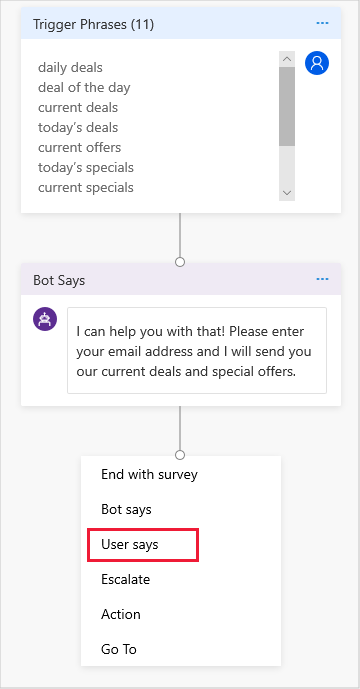 Trigger Phrases (11)
daily deals
deal of the day
current deals
today's deals
current offers
today's specials
current specials
Bot Says
I can help you with that! Please enter
your email address and I will send you
our current deals and special offers.
End with survey
Bot says
User says
Escalate
Action
Go To